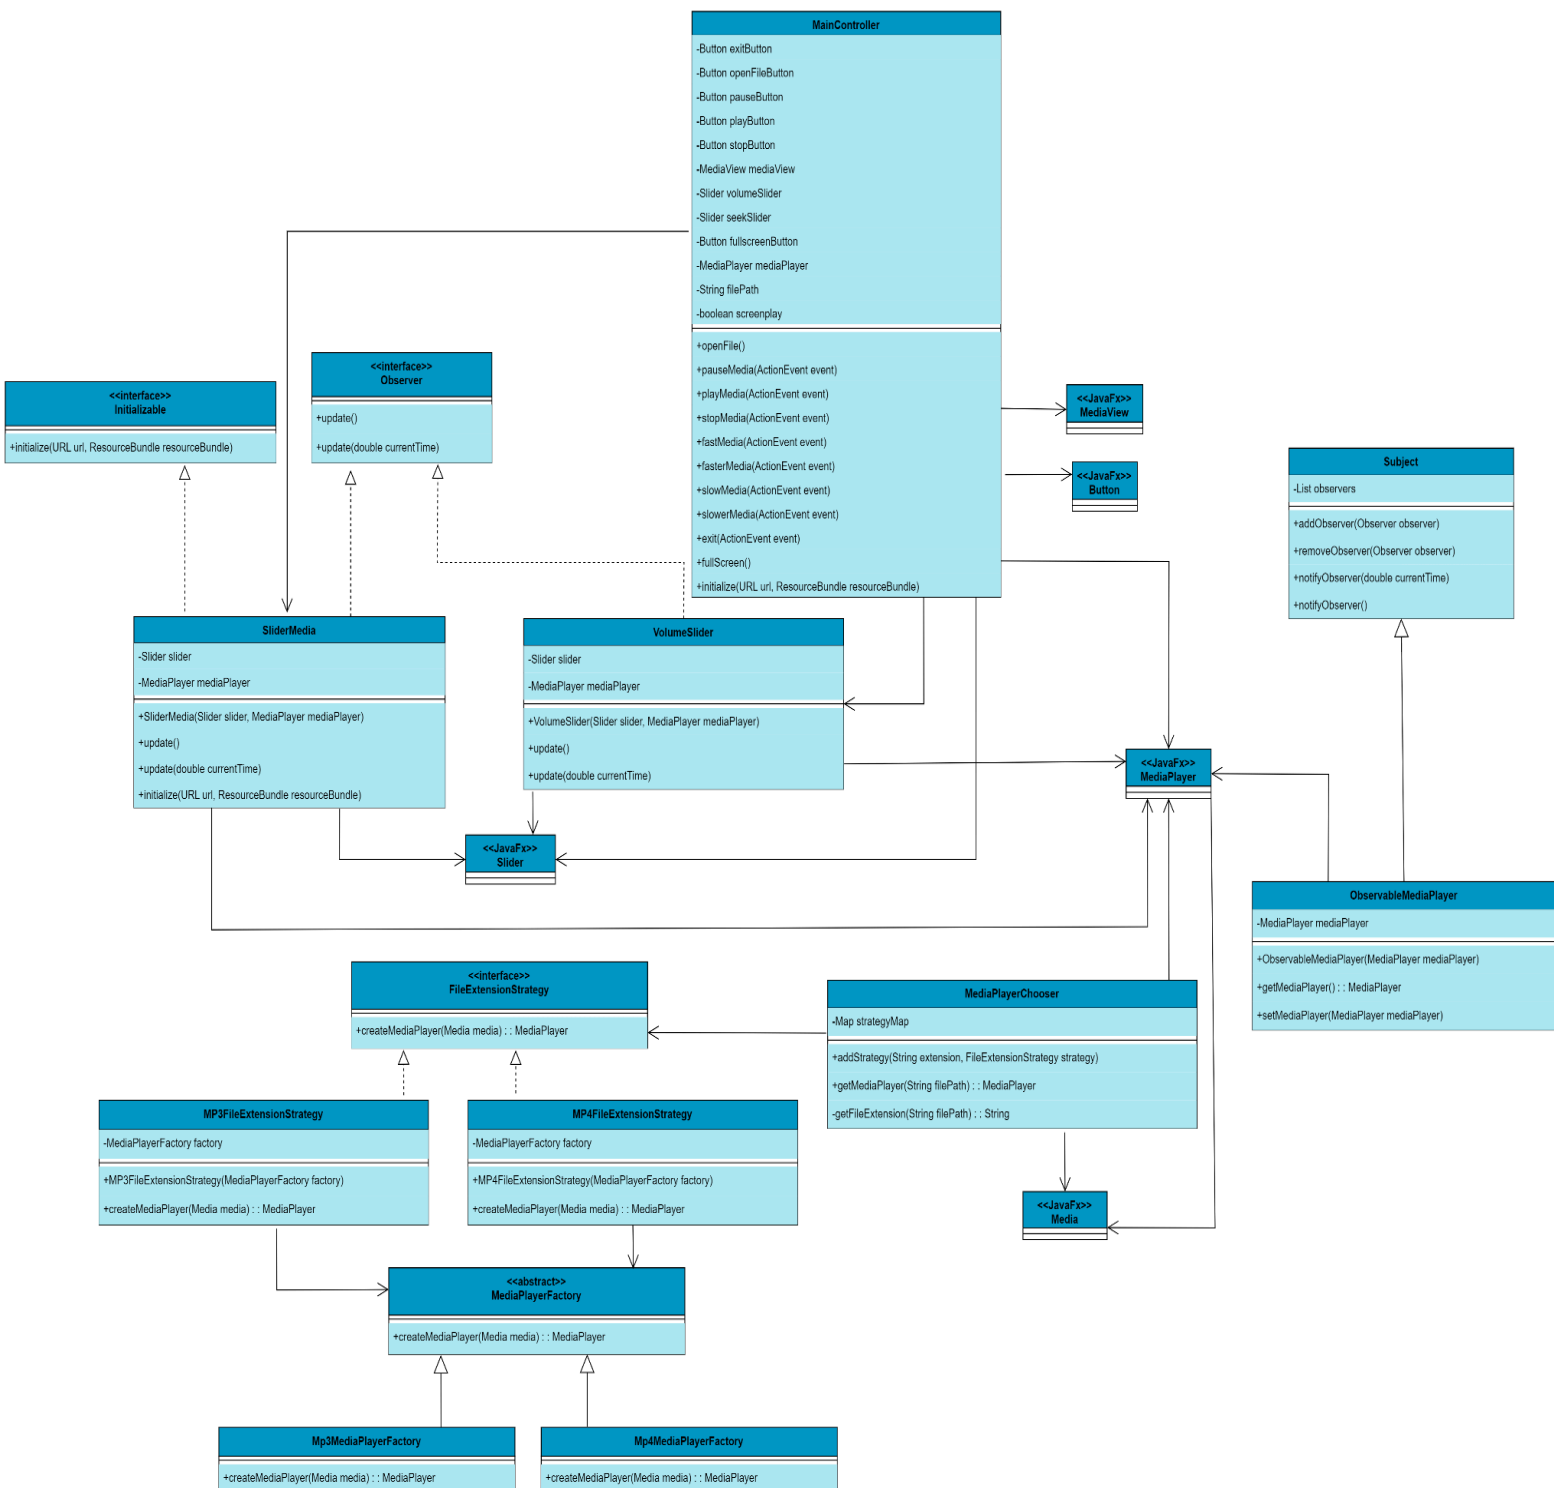 MainController
-Button exitButton
-Button openFileButton
-Button pauseButton
-Button playButton
-Button stopButton
-MediaView mediaView
-Slider volumeSlider
-Slider seekSlider
-Button fullscreenButton
-MediaPlayer mediaPlayer
-String filePath
-boolean screenplay
+openFile()
+pauseMedia(ActionEvent event)
+playMedia(ActionEvent event)
+stopMedia(ActionEvent event)
+fastMedia(ActionEvent event)
+fasterMedia(ActionEvent event)
+slowMedia(ActionEvent event)
+slowerMedia(ActionEvent event)
+exit(ActionEvent event)
+fullScreen()
+initialize(URL url, ResourceBundle resourceBundle)
<<interface>>
Initializable
+initialize(URL url, ResourceBundle resourceBundle)
<<interface>>
Observer
+update()
+update(double currentTime)
<<JavaFx>>
MediaView
<<JavaFx>>
Button
Subject
-List observers
+addObserver(Observer observer)
+removeObserver(Observer observer)
+notifyObserver(double currentTime)
+notifyObserver()
SliderMedia
-Slider slider
-MediaPlayer mediaPlayer
+SliderMedia(Slider slider, MediaPlayer mediaPlayer)
+update()
+update(double currentTime)
+initialize(URL url, ResourceBundle resourceBundle)
VolumeSlider
-Slider slider
-MediaPlayer mediaPlayer
+VolumeSlider(Slider slider, MediaPlayer mediaPlayer)
+update()
+update(double currentTime)
<<JavaFx>>
MediaPlayer
<<JavaFx>>
Slider
ObservableMediaPlayer
-MediaPlayer mediaPlayer
+ObservableMediaPlayer(MediaPlayer mediaPlayer)
+getMediaPlayer() : : MediaPlayer
+setMediaPlayer(MediaPlayer mediaPlayer)
<<interface>>
FileExtensionStrategy
+createMediaPlayer(Media media) : : MediaPlayer
MediaPlayerChooser
-Map strategyMap
+addStrategy(String extension, FileExtensionStrategy strategy)
+getMediaPlayer(String filePath) : : MediaPlayer
-getFileExtension(String filePath) : : String
MP3FileExtensionStrategy
-MediaPlayerFactory factory
+MP3FileExtensionStrategy(MediaPlayerFactory factory)
+createMediaPlayer(Media media) : : MediaPlayer
MP4FileExtensionStrategy
-MediaPlayerFactory factory
+MP4FileExtensionStrategy(MediaPlayerFactory factory)
+createMediaPlayer(Media media) : : MediaPlayer
<<JavaFx>>
Media
<<abstract>>
MediaPlayerFactory
+createMediaPlayer(Media media) : : MediaPlayer
Mp3MediaPlayerFactory
+createMediaPlayer(Media media) : : MediaPlayer
Mp4MediaPlayerFactory
+createMediaPlayer(Media media) : : MediaPlayer